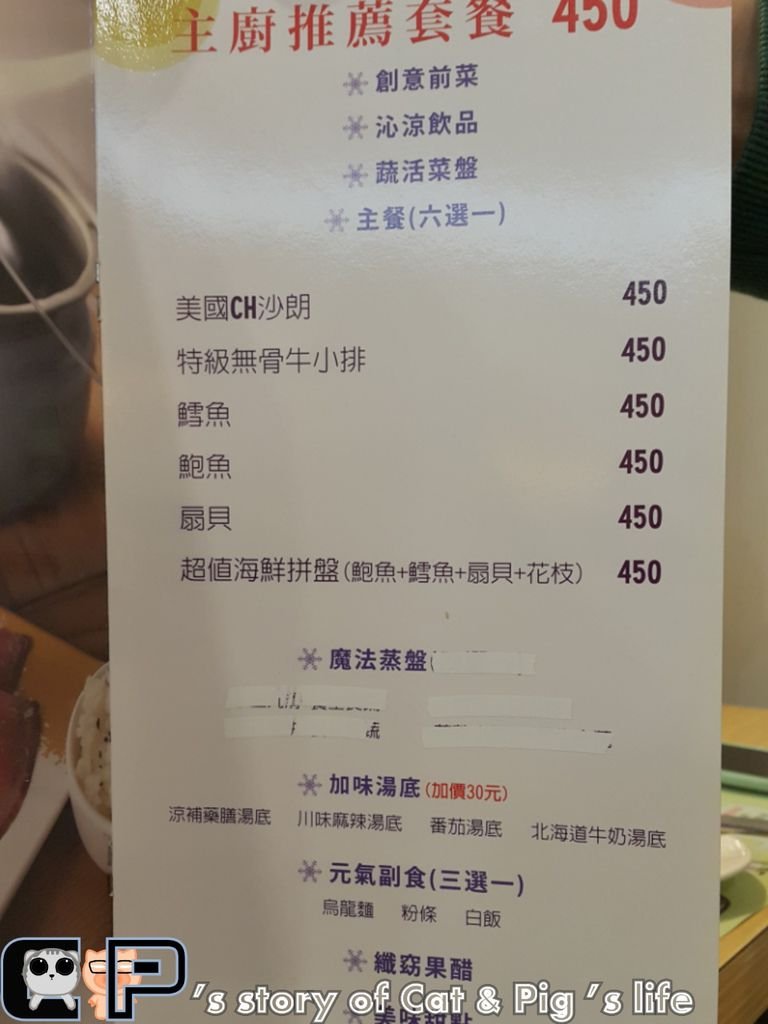 主廚推薦套餐 450
創意前菜
沁涼飲品
蔬活菜盤
主餐(六選一)
美國CH沙朗 450
特級無骨牛小排 450
鱈魚 450
鮑魚 450
扇貝 450
超值海鮮拼盤(鮑魚+鱈魚+扇貝+花枝) 450
魔法蒸盤(
加味湯底(加價30元)
涼補藥膳湯底 川味麻辣湯底 番茄湯底 北海道牛奶湯底
元氣副食(三選一)
烏龍麵 粉條 白飯
纖窈果醋
美味甜點
CP's story of Cat & Pig 's life